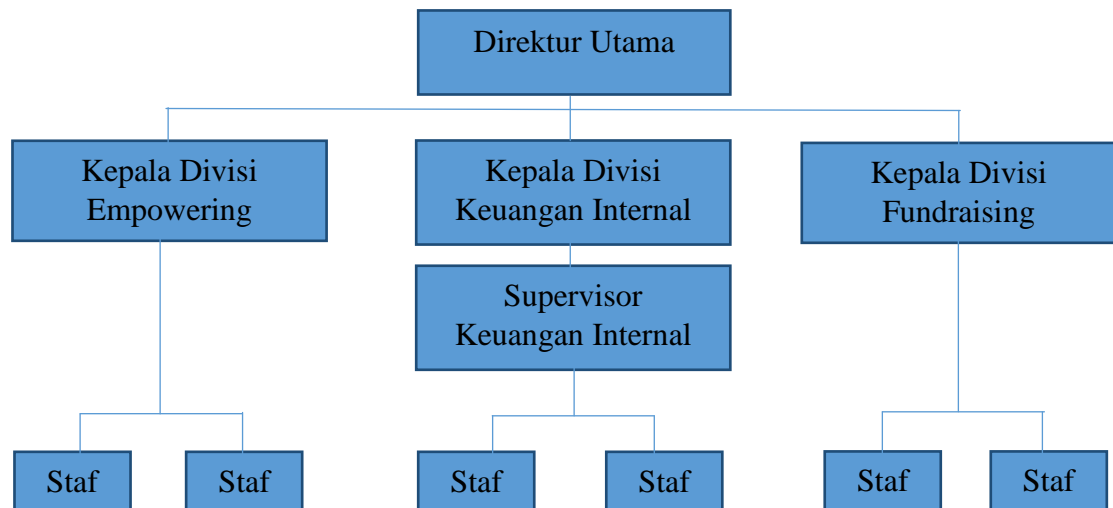 Direktur Utama
Kepala Divisi
Empowering
Kepala Divisi
Keuangan Internal
Kepala Divisi
Fundraising
Supervisor
Keuangan Internal
Staf
Staf
Staf
Staf
Staf
Staf